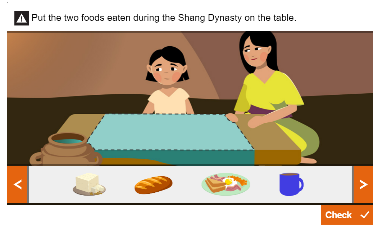 Put the two foods eaten during the Shang Dynasty on the table.
Check